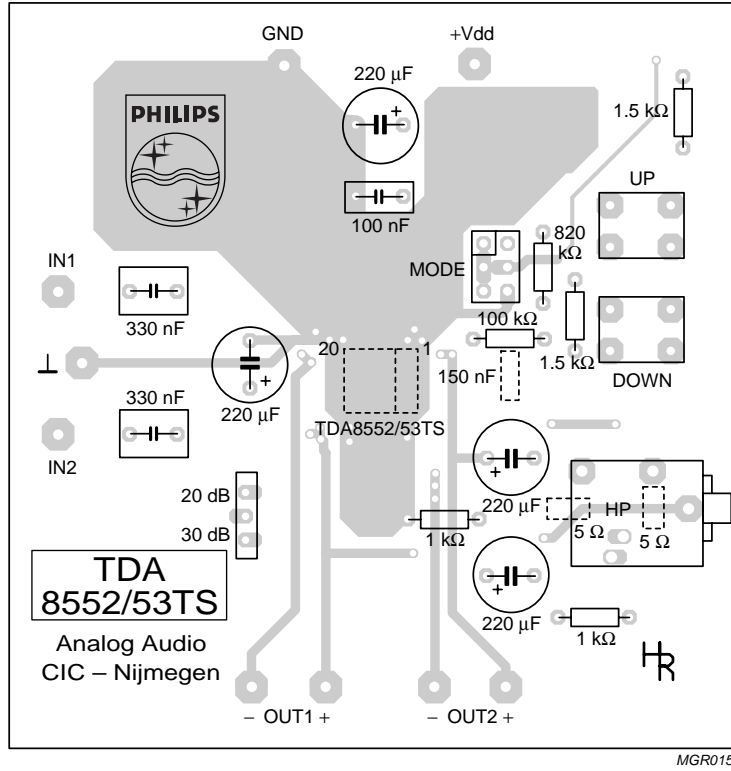 GND
+Vdd
220 µF
+
PHILIPS
1.5 kΩ
UP
100 nF
820
kΩ
MODE
IN1
330 nF
100 kΩ
20
1
1.5 kΩ
+
150 nF
DOWN
330 nF
220 µF
TDA8552/53TS
IN2
+
220 µF
20 dB
HP
30 dB
1 kΩ
5 Ω
5 Ω
TDA
8552/53TS
+
220 µF
Analog Audio
CIC – Nijmegen
1 kΩ
HR
– OUT1 +
– OUT2 +
MGR015